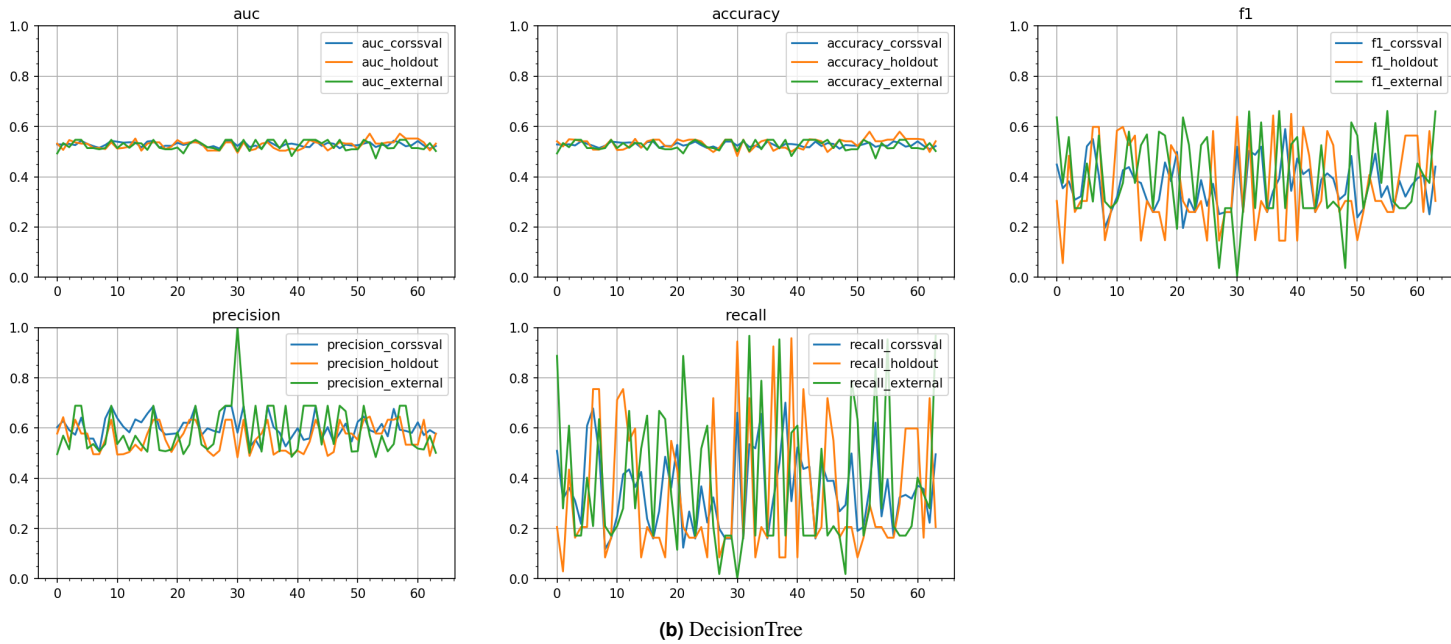 auc
1.0
0.8
0.6
0.4
0.2
0.0
0 10 20 30 40 50 60
auc_corssval
auc_holdout
auc_external
accuracy
1.0
0.8
0.6
0.4
0.2
0.0
0 10 20 30 40 50 60
accuracy_corssval
accuracy_holdout
accuracy_external
f1
1.0
0.8
0.6
0.4
0.2
0.0
0 10 20 30 40 50 60
f1_corssval
f1_holdout
f1_external
precision
1.0
0.8
0.6
0.4
0.2
0.0
0 10 20 30 40 50 60
precision_corssval
precision_holdout
precision_external
recall
1.0
0.8
0.6
0.4
0.2
0.0
0 10 20 30 40 50 60
recall_corssval
recall_holdout
recall_external
(b) DecisionTree